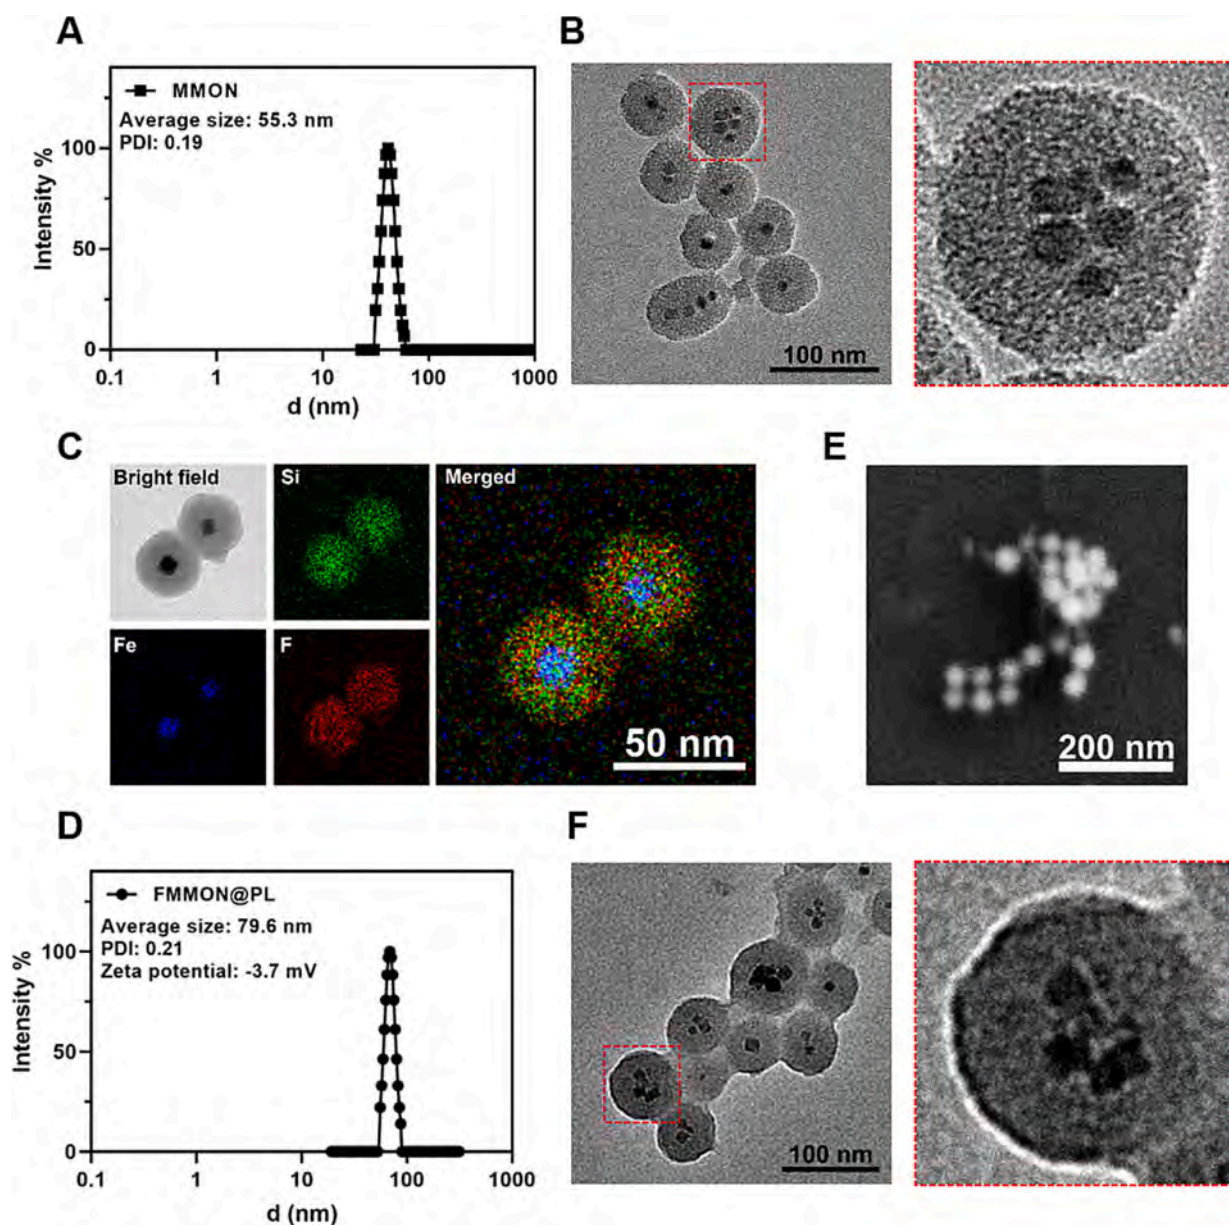 A
MMON
Average size: 55.3 nm
PDI: 0.19
Intensity %
100
50
0
0.1
1
10
100
1000
d (nm)
B
100 nm
C
Bright field
Si
Merged
Fe
F
50 nm
E
200 nm
D
FMMON@PL
Average size: 79.6 nm
PDI: 0.21
Zeta potential: -3.7 mV
Intensity %
100
50
0
0.1
1
10
100
1000
d (nm)
F
100 nm